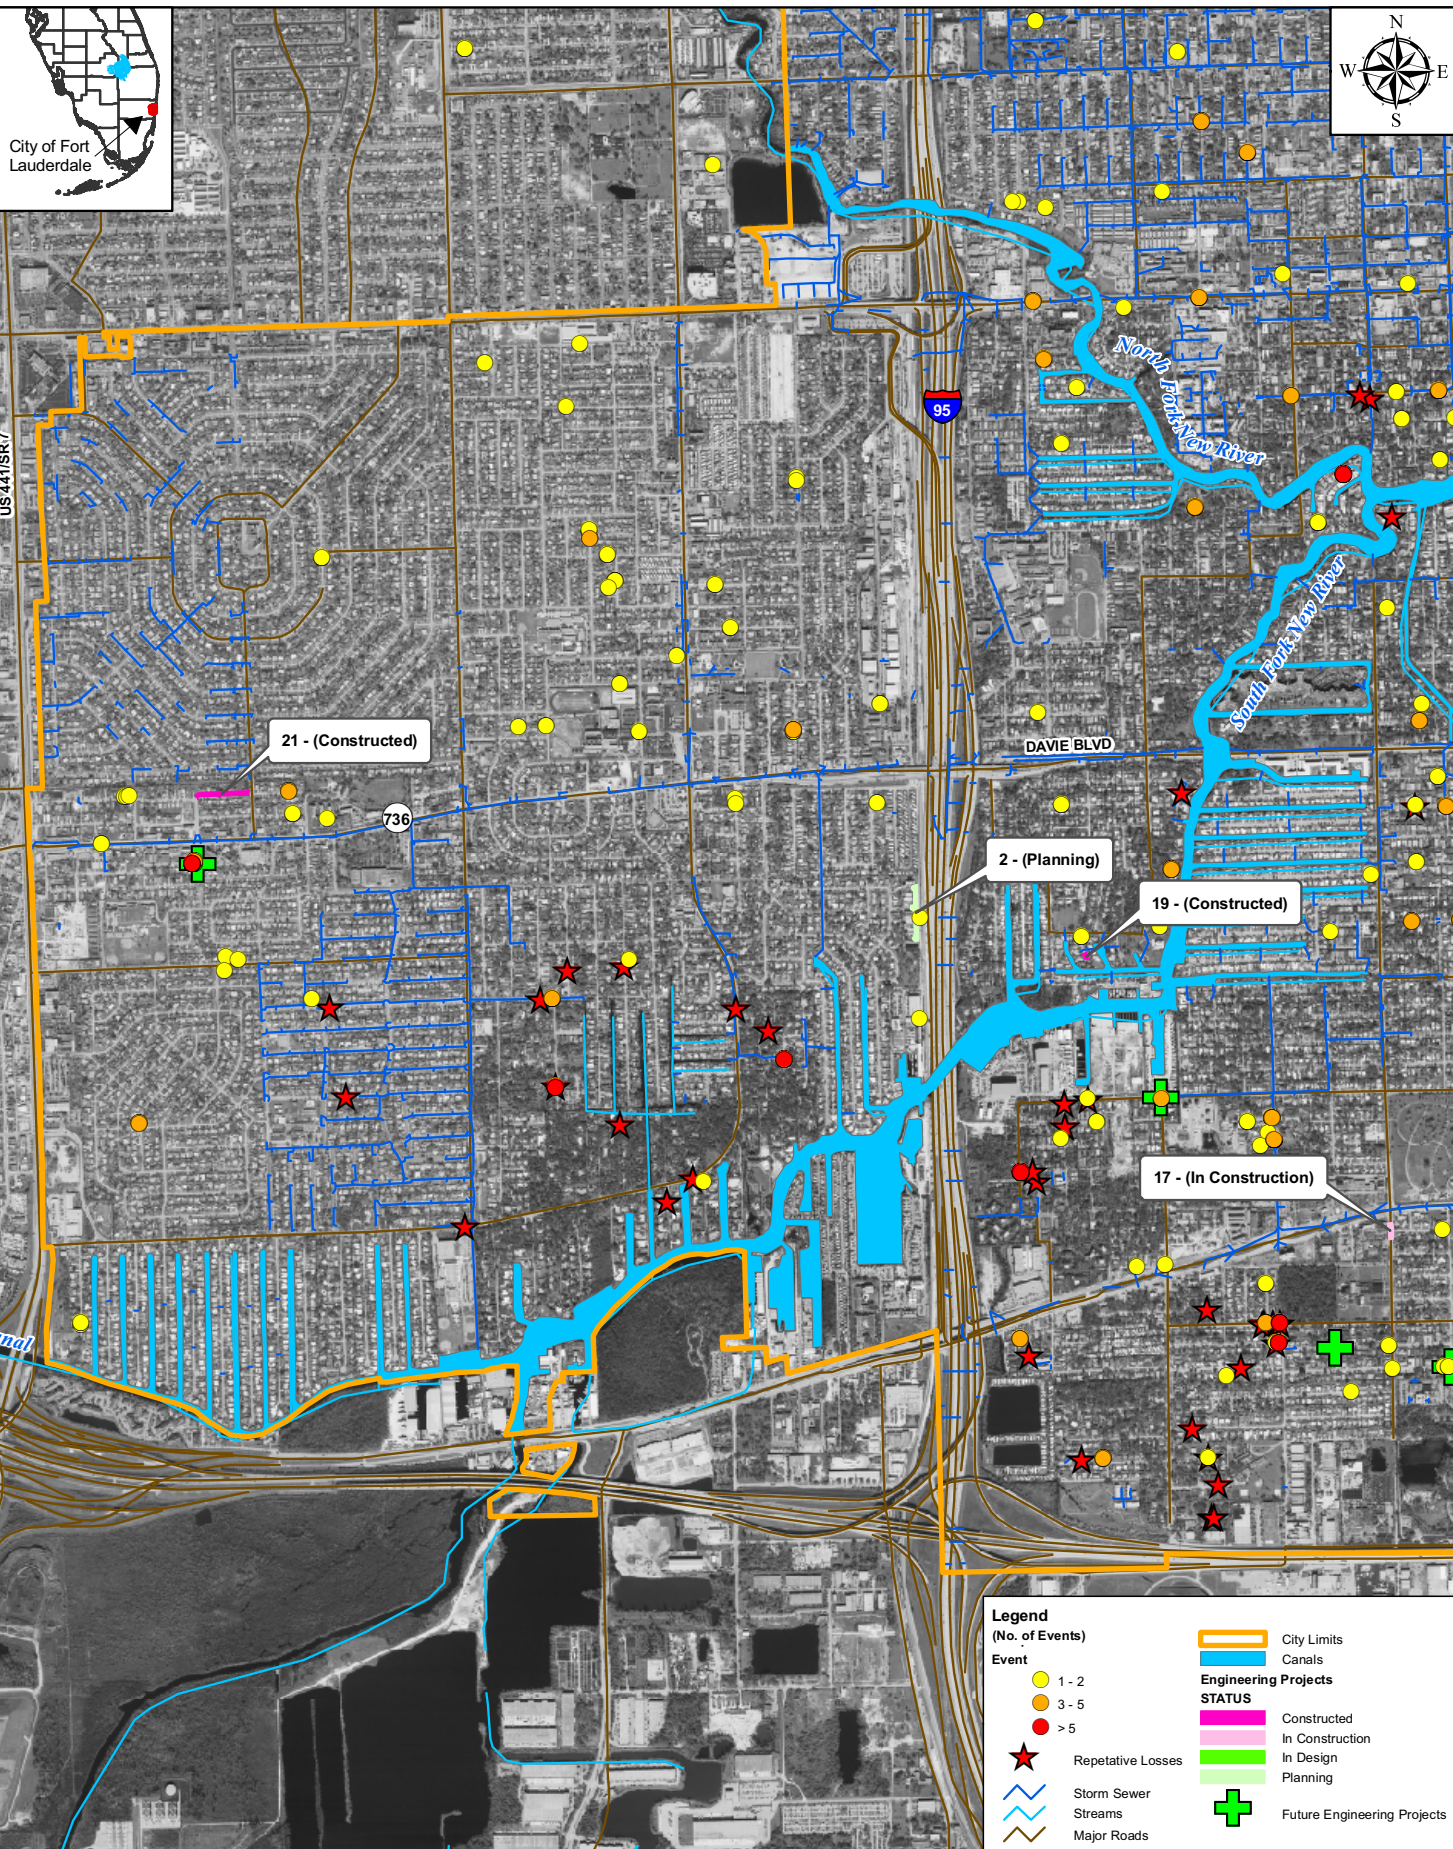 City of Fort
Lauderdale
N
W
E
S
95
North Fork New River
US 441/SR 7
South Fork New River
21 - (Constructed)
DAVIE BLVD
736
2 - (Planning)
19 - (Constructed)
17 - (In Construction)
Legend
(No. of Events)
Event
1 - 2
3 - 5
> 5
Repetative Losses
Storm Sewer
Streams
Major Roads
City Limits
Canals
Engineering Projects
STATUS
Constructed
In Construction
In Design
Planning
Future Engineering Projects